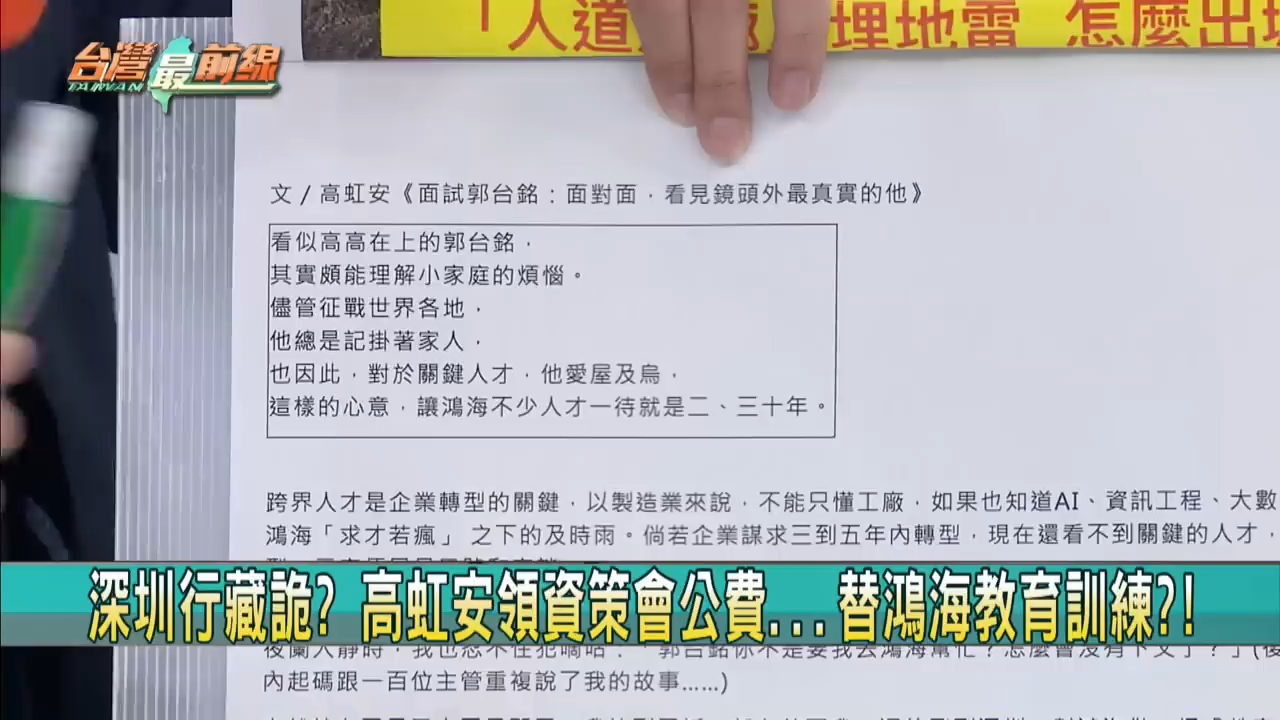 「人道 埋地雷 怎麼出現
台灣最前線
TAIWAN
文 / 高虹安《面試郭台銘：面對面，看見鏡頭外最真實的他》
看似高高在上的郭台銘，
其實頗能理解小家庭的煩惱。
儘管征戰世界各地，
他總是記掛著家人，
也因此，對於關鍵人才，他愛屋及烏，
這樣的心意，讓鴻海不少人才一待就是二、三十年。
跨界人才是企業轉型的關鍵，以製造業來說，不能只懂工廠，如果也知道AI、資訊工程、大數
鴻海「求才若瘋」 之下的及時雨。倘若企業謀求三到五年內轉型，現在還看不到關鍵的人才，
深圳行藏詭? 高虹安領資策會公費...替鴻海教育訓練?!
夜闌人靜時，我也忍不住犯嘀咕：「郭台銘你不是要我去鴻海幫忙？怎麼會沒有下文了？」(後
內起碼跟一百位主管重複說了我的故事......)